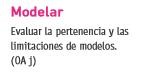 Modelar
Evaluar la pertenencia y las
limitaciones de modelos.
(OA j)